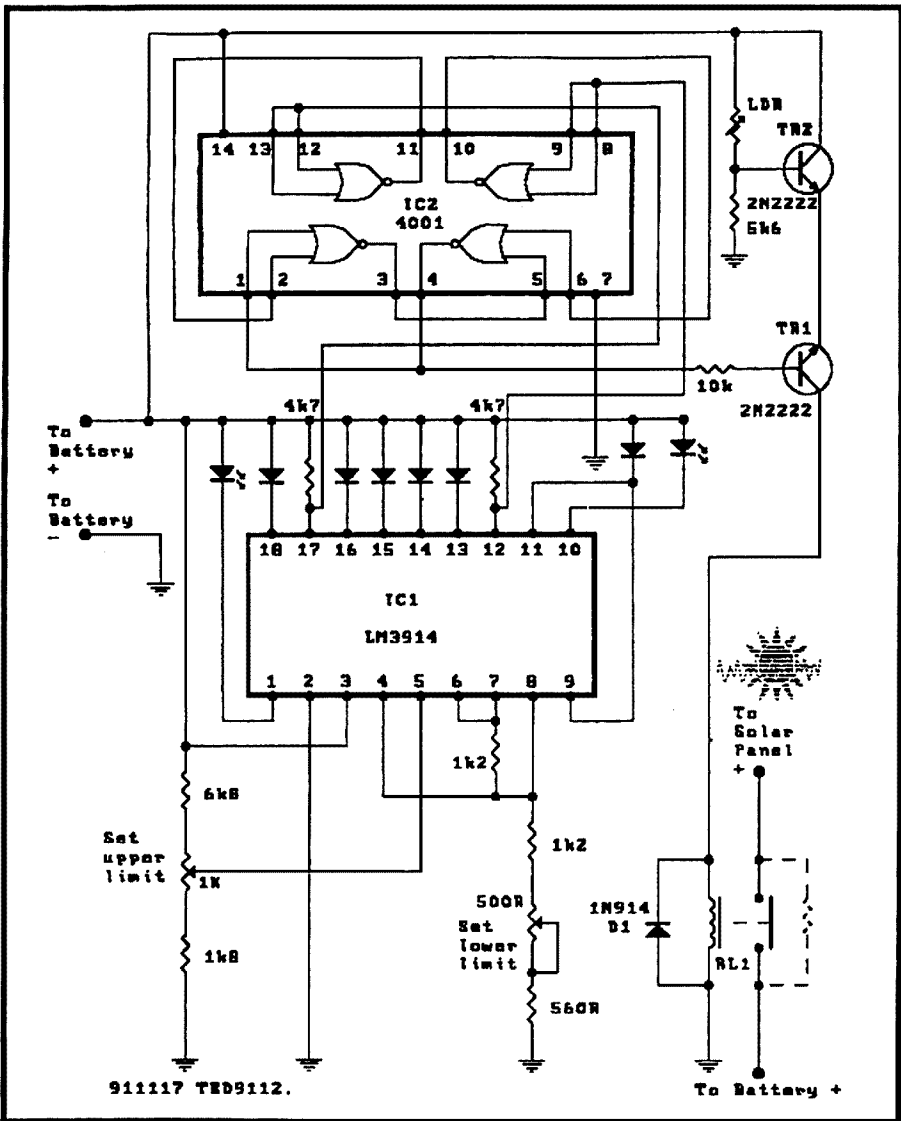 LDR
TR2
14 13 12 11 10 9 8
IC2
4001
2N2222
5k6
1 2 3 4 5 6 7
TR1
10k
2N2222
4k7
4k7
To
Battery
+
To
Battery
-
18 17 16 15 14 13 12 11 10
IC1
LM3914
1 2 3 4 5 6 7 8 9
To
Solar
Panel
+
1k2
6k8
1k2
Set
upper
limit
1K
500R
Set
lower
limit
1N914
D1
RL1
1k8
560R
911117 TED9112.
To Battery +